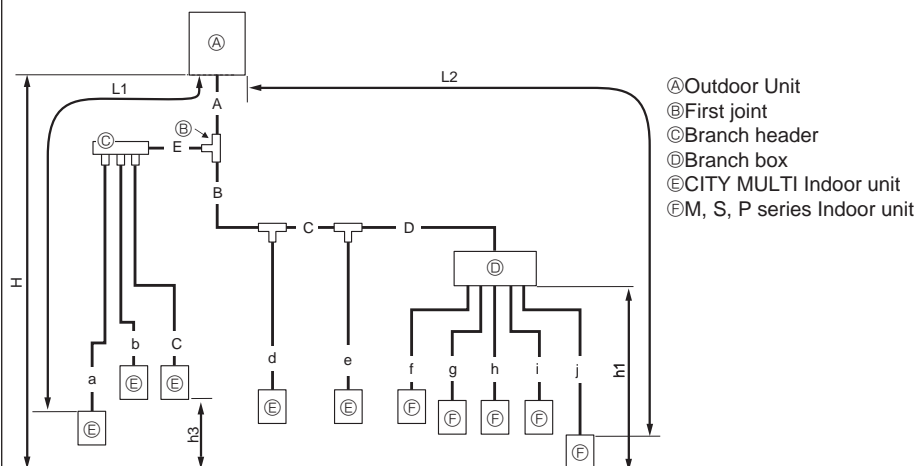 Ⓐ
L1
L2
A
Ⓑ
Ⓒ
E
B
C
D
Ⓓ
H
a
b
C
d
e
f
g
h
i
j
h1
h3
Ⓔ
Ⓔ
Ⓔ
Ⓔ
Ⓔ
Ⓕ
Ⓕ
Ⓕ
Ⓕ
Ⓕ
ⒶOutdoor Unit
ⒷFirst joint
ⒸBranch header
ⒹBranch box
ⒺCITY MULTI Indoor unit
ⒻM, S, P series Indoor unit